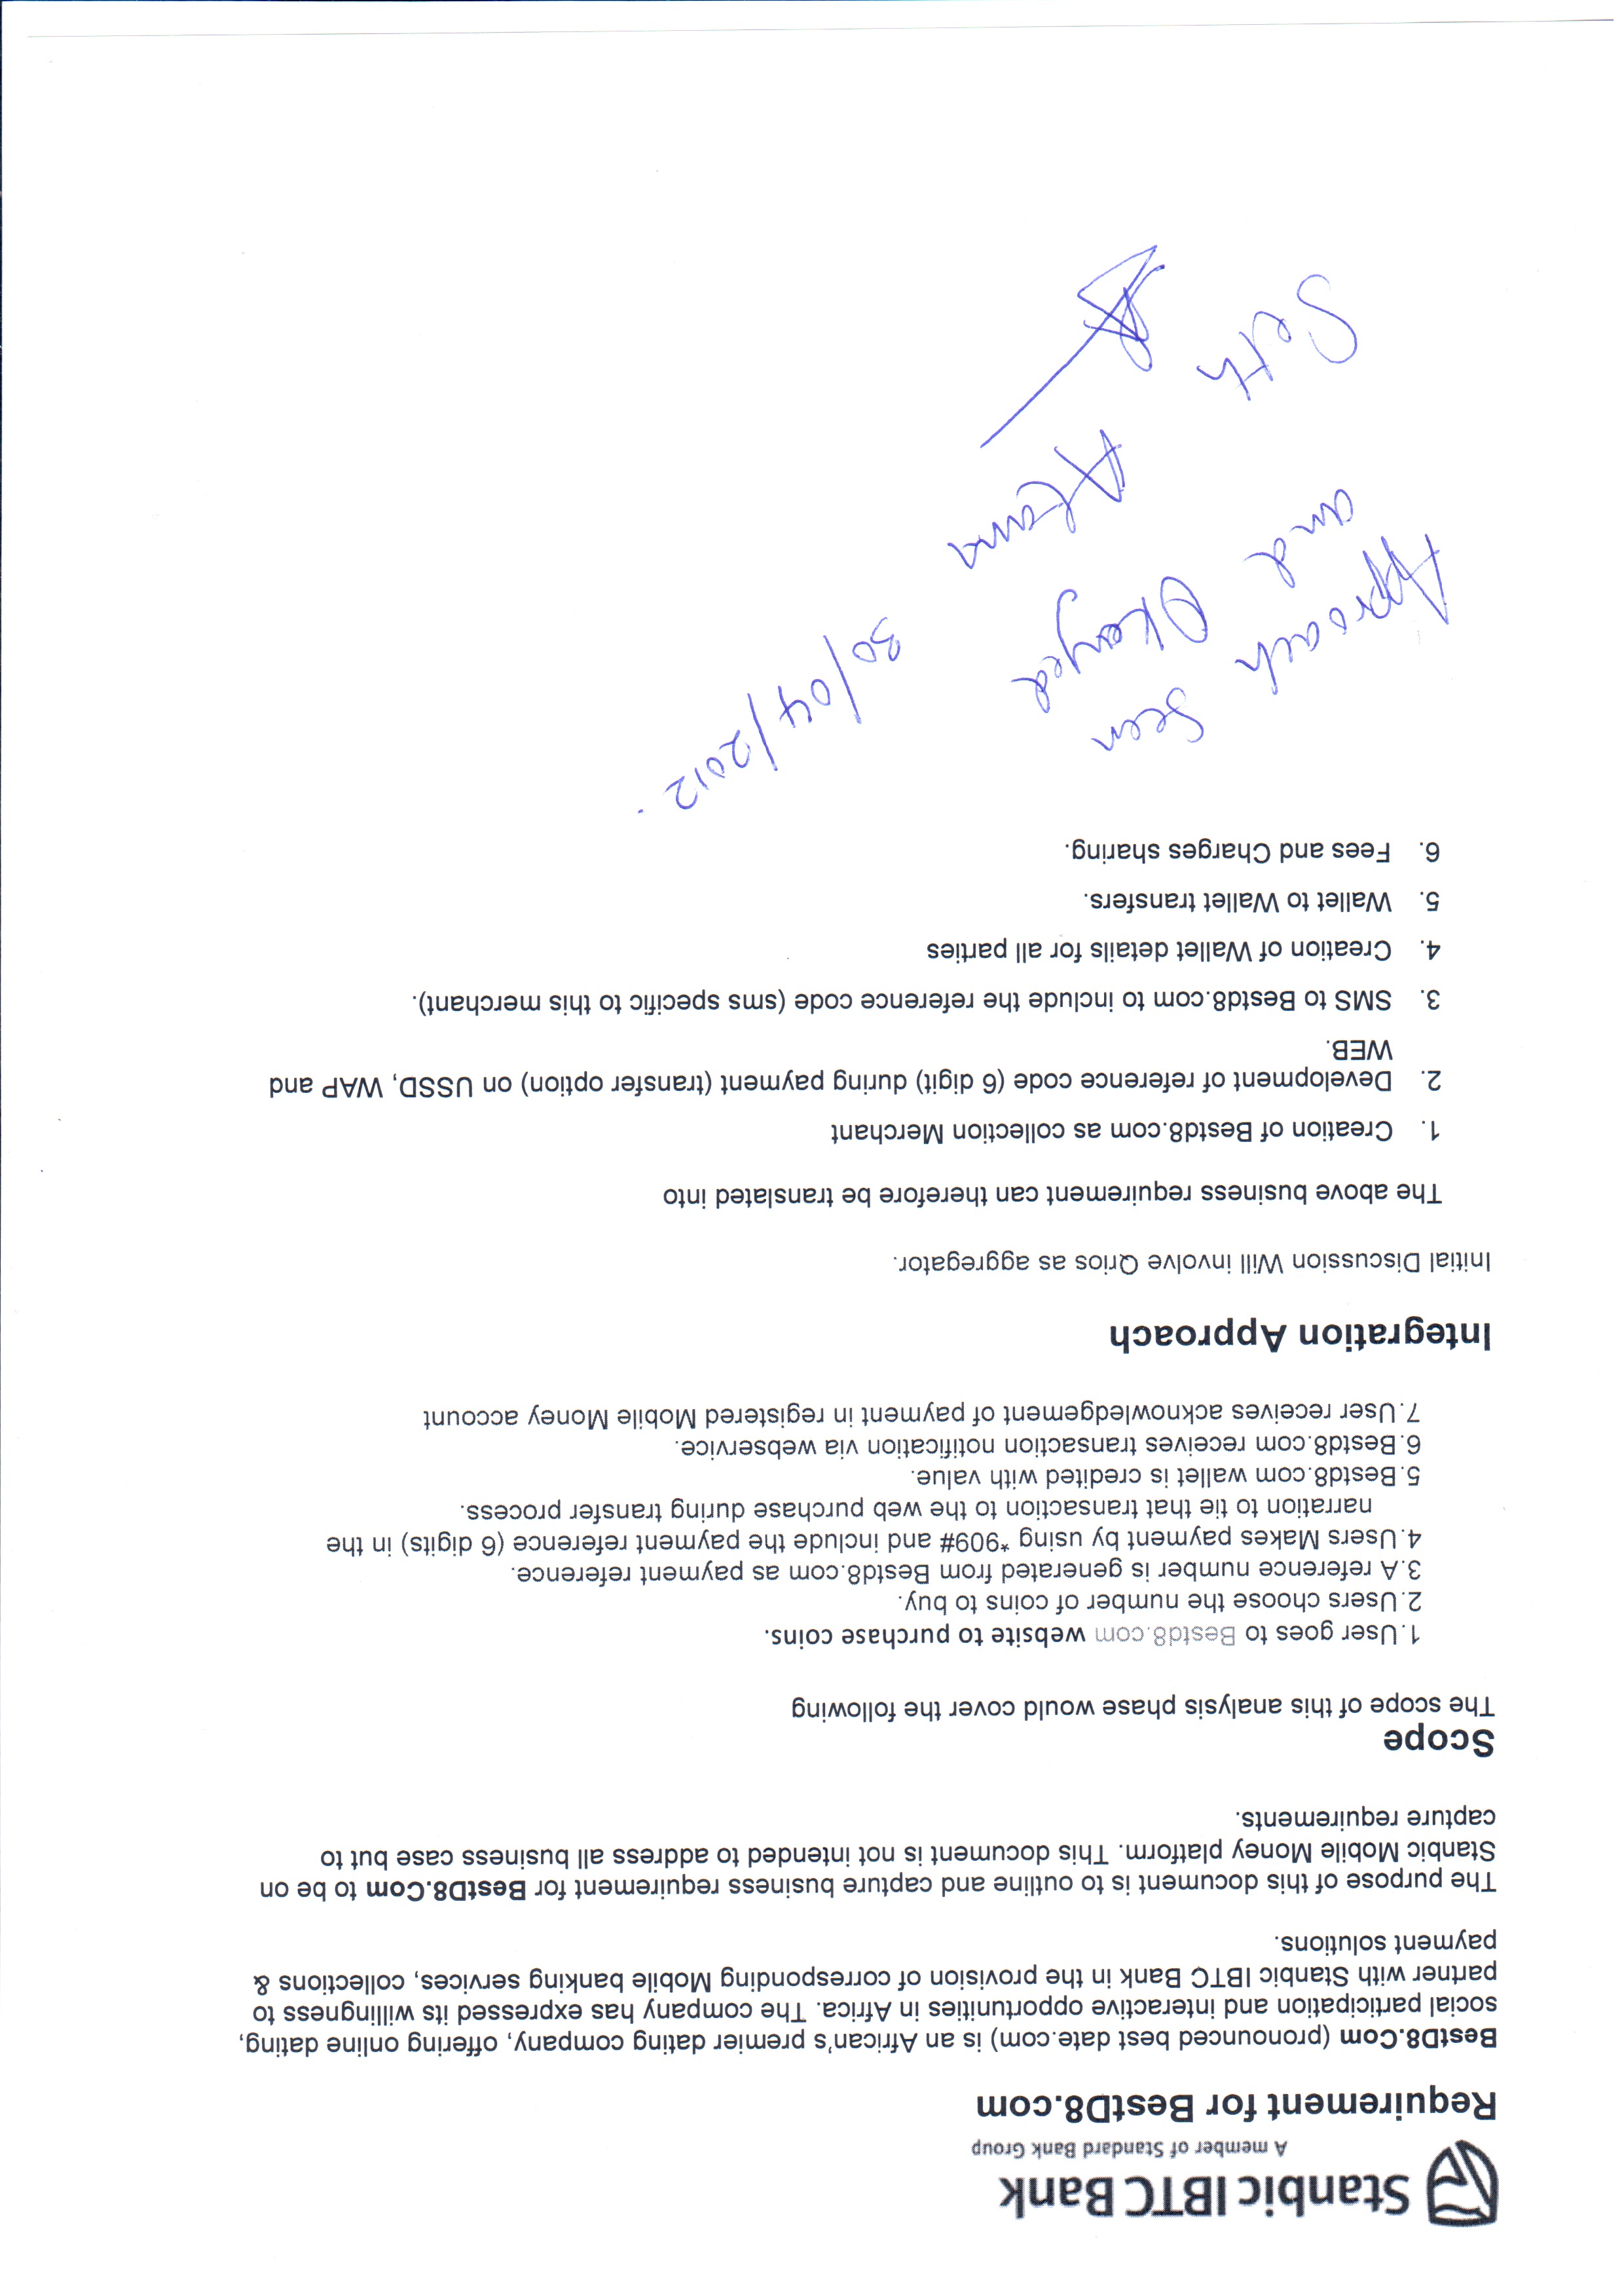 Stanbic IBTC Bank
A member of Standard Bank Group
Requirement for BestD8.com
BestD8.Com (pronounced best date.com) is an African's premier dating company, offering online dating,
social participation and interactive opportunities in Africa. The company has expressed its willingness to
partner with Stanbic IBTC Bank in the provision of corresponding Mobile banking services, collections &
payment solutions.
The purpose of this document is to outline and capture business requirement for BestD8.Com to be on
Stanbic Mobile Money platform. This document is not intended to address all business case but to
capture requirements.
Scope
The scope of this analysis phase would cover the following
1.User goes to Bestd8.com website to purchase coins.
2.Users choose the number of coins to buy.
3.A reference number is generated from Bestd8.com as payment reference.
4.Users Makes payment by using *909# and include the payment reference (6 digits) in the
narration to tie that transaction to the web purchase during transfer process.
5.Bestd8.com wallet is credited with value.
6.Bestd8.com receives transaction notification via webservice.
7.User receives acknowledgement of payment in registered Mobile Money account
Integration Approach
Initial Discussion Will involve Qrios as aggregator.
The above business requirement can therefore be translated into
1. Creation of Bestd8.com as collection Merchant
2. Development of reference code (6 digit) during payment (transfer option) on USSD, WAP and
WEB.
3. SMS to Bestd8.com to include the reference code (sms specific to this merchant).
4. Creation of Wallet details for all parties
5. Wallet to Wallet transfers.
6. Fees and Charges sharing.
Approach Seen
and Okayed
Seth 30/04/2012.